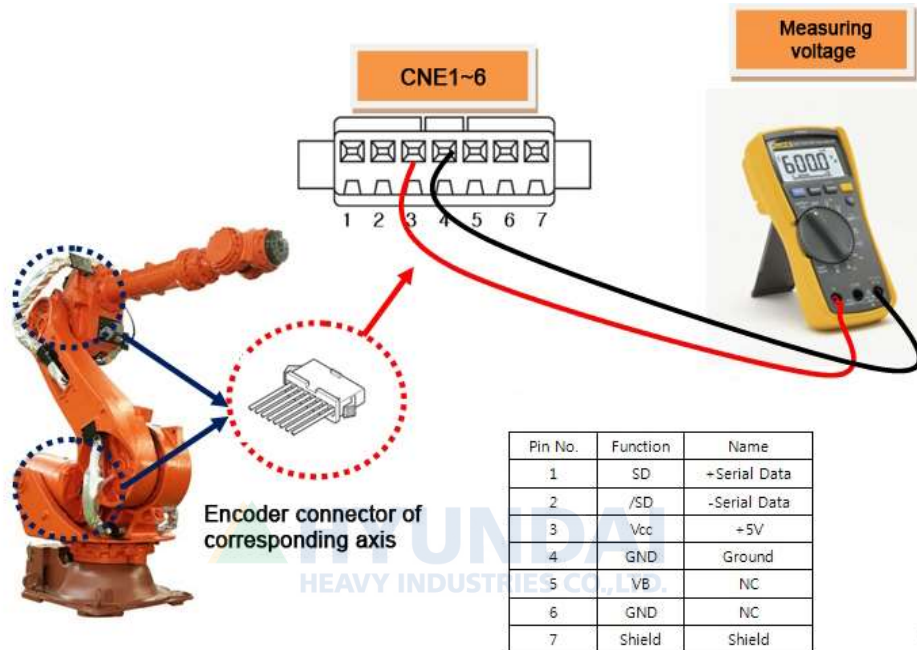 Measuring
voltage
CNE1~6
600.0
1 2 3 4 5 6 7
Encoder connector of
corresponding axis
HYUNDAI
HEAVY INDUSTRIES CO.,LTD.
Pin No. Function Name
1 SD +Serial Data
2 /SD -Serial Data
3 Vcc +5V
4 GND Ground
5 VB NC
6 GND NC
7 Shield Shield